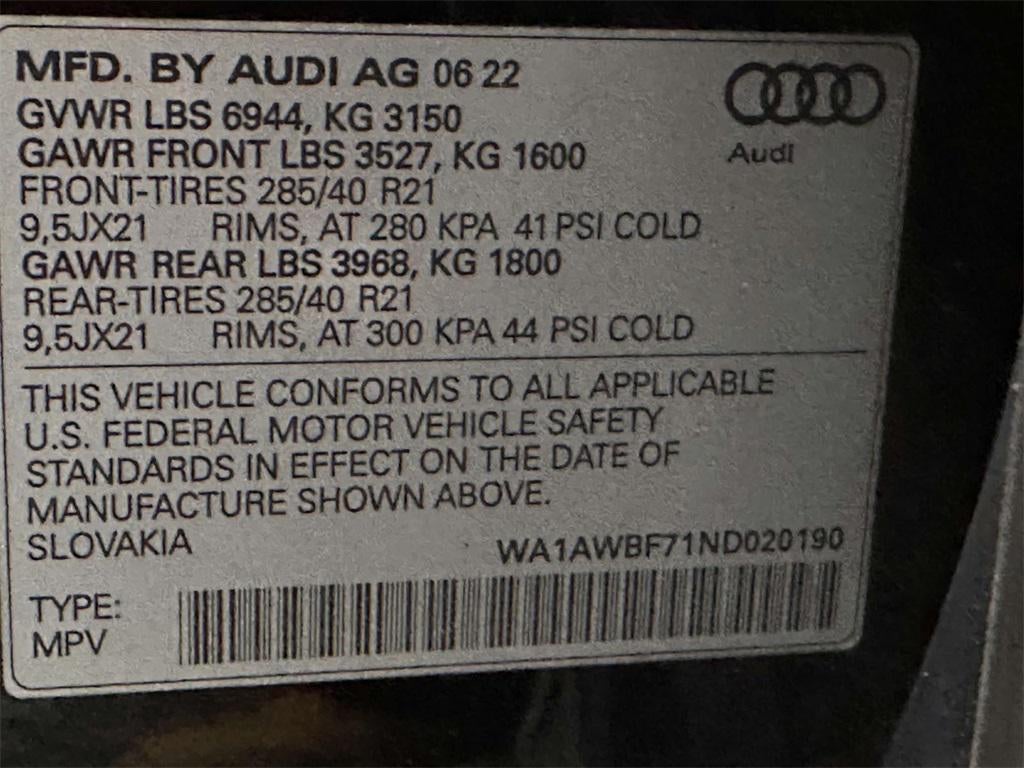 MFD. BY AUDI AG 06 22
GVWR LBS 6944, KG 3150
GAWR FRONT LBS 3527, KG 1600
Audi
FRONT-TIRES 285/40 R21
9,5JX21 RIMS, AT 280 KPA 41 PSI COLD
GAWR REAR LBS 3968, KG 1800
REAR-TIRES 285/40 R21
9,5JX21 RIMS, AT 300 KPA 44 PSI COLD
THIS VEHICLE CONFORMS TO ALL APPLICABLE
U.S. FEDERAL MOTOR VEHICLE SAFETY
STANDARDS IN EFFECT ON THE DATE OF
MANUFACTURE SHOWN ABOVE.
SLOVAKIA WA1AWBF71ND020190
TYPE:
MPV